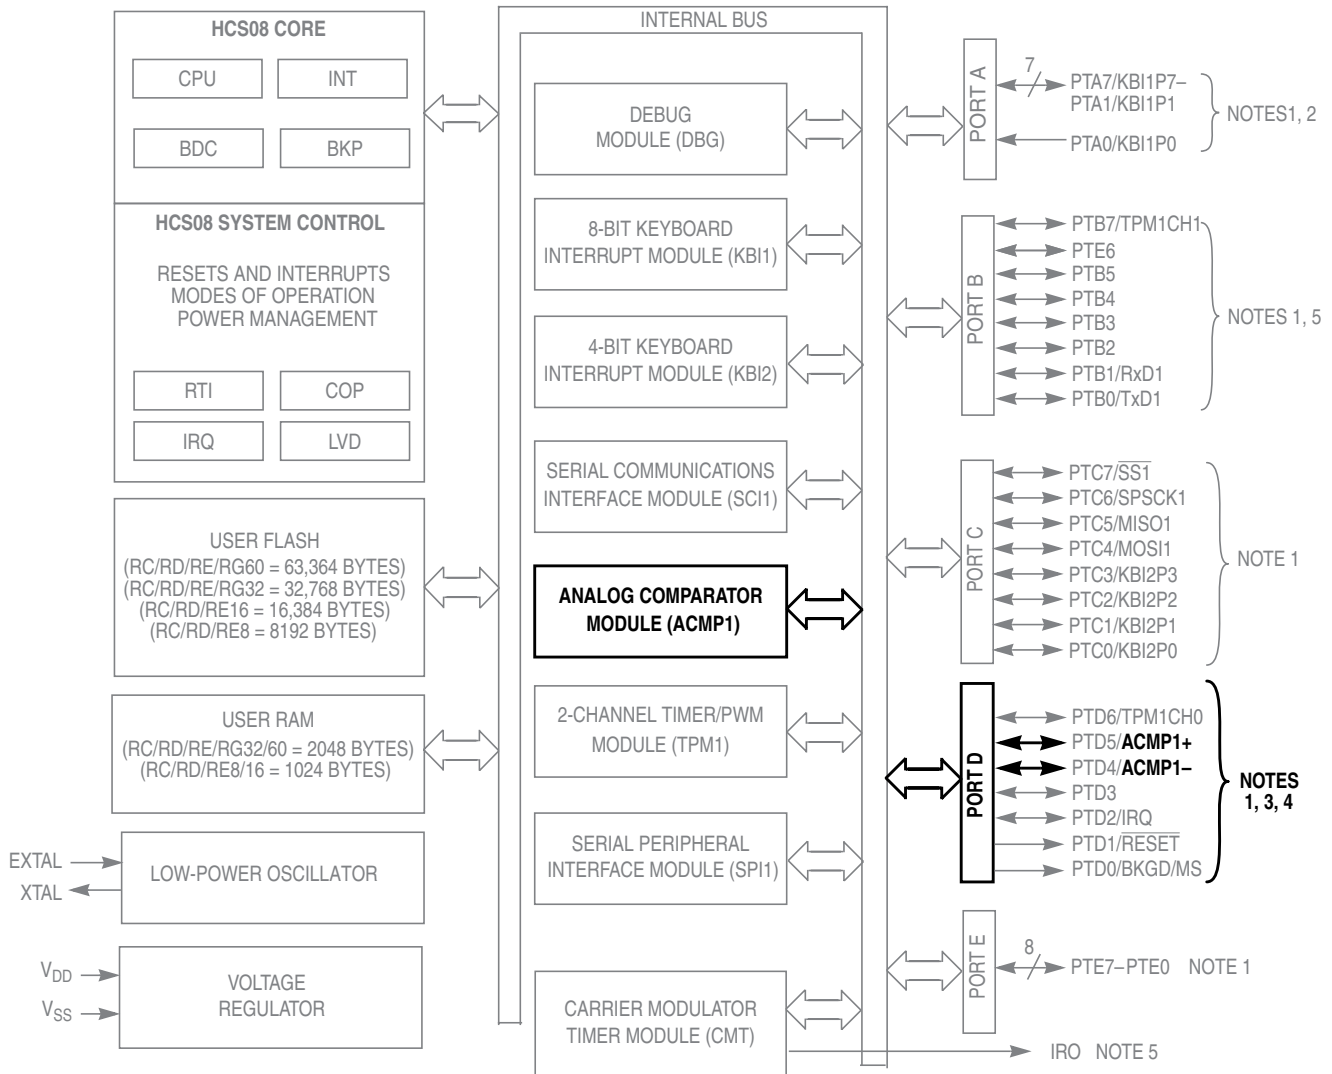 HCS08 CORE
CPU
INT
BDC
BKP
HCS08 SYSTEM CONTROL
RESETS AND INTERRUPTS
MODES OF OPERATION
POWER MANAGEMENT
RTI
COP
IRQ
LVD
USER FLASH
(RC/RD/RE/RG60 = 63,364 BYTES)
(RC/RD/RE/RG32 = 32,768 BYTES)
(RC/RD/RE16 = 16,384 BYTES)
(RC/RD/RE8 = 8192 BYTES)
USER RAM
(RC/RD/RE/RG32/60 = 2048 BYTES)
(RC/RD/RE8/16 = 1024 BYTES)
EXTAL
XTAL
LOW-POWER OSCILLATOR
VDD
VSS
VOLTAGE
REGULATOR
INTERNAL BUS
DEBUG
MODULE (DBG)
8-BIT KEYBOARD
INTERRUPT MODULE (KBI1)
4-BIT KEYBOARD
INTERRUPT MODULE (KBI2)
SERIAL COMMUNICATIONS
INTERFACE MODULE (SCI1)
ANALOG COMPARATOR
MODULE (ACMP1)
2-CHANNEL TIMER/PWM
MODULE (TPM1)
SERIAL PERIPHERAL
INTERFACE MODULE (SPI1)
CARRIER MODULATOR
TIMER MODULE (CMT)
PORT A
7
PTA7/KBI1P7–
PTA1/KBI1P1
PTA0/KBI1P0
NOTES1, 2
PORT B
PTB7/TPM1CH1
PTE6
PTB5
PTB4
PTB3
PTB2
PTB1/RxD1
PTB0/TxD1
NOTES 1, 5
PORT C
PTC7/SS1
PTC6/SPSCK1
PTC5/MISO1
PTC4/MOSI1
PTC3/KBI2P3
PTC2/KBI2P2
PTC1/KBI2P1
PTC0/KBI2P0
NOTE 1
PORT D
PTD6/TPM1CH0
PTD5/ACMP1+
PTD4/ACMP1–
PTD3
PTD2/IRQ
PTD1/RESET
PTD0/BKGD/MS
NOTES
1, 3, 4
PORT E
8
PTE7–PTE0 NOTE 1
IRO NOTE 5